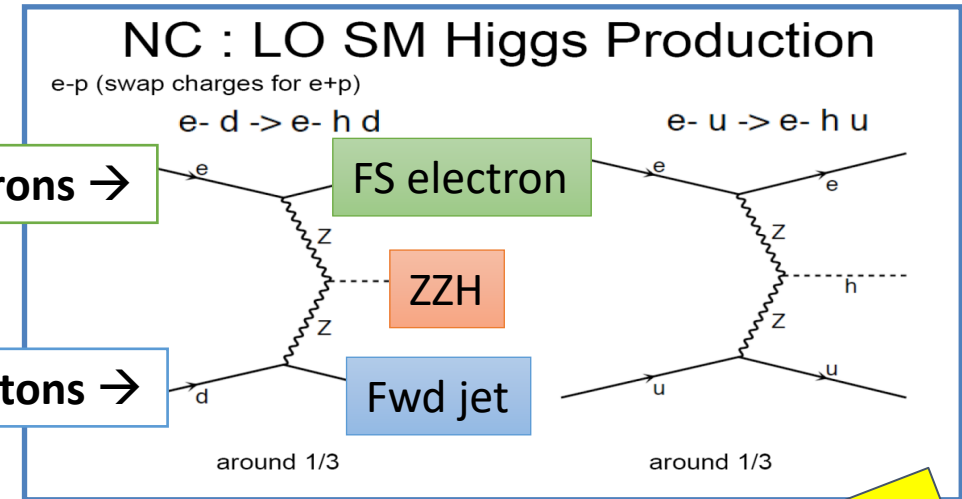 NC : LO SM Higgs Production
e-p (swap charges for e+p)
e- d -> e- h d
e- u -> e- h u
rons →
e
FS electron
e
e
Z
Z
ZZH
h
Z
Z
tons →
d
Fwd jet
u
u
around 1/3
around 1/3